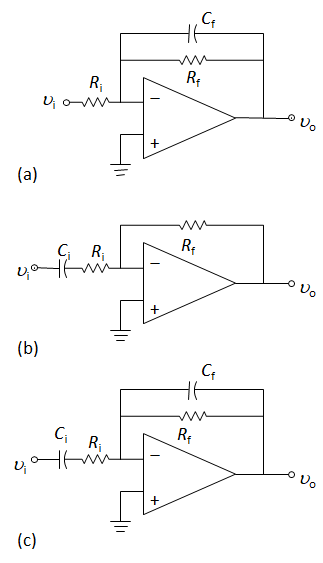 C_f
R_i
R_f
υ_i
−
+
υ_o
(a)
C_i
R_i
R_f
υ_i
−
+
υ_o
(b)
C_f
C_i
R_i
R_f
υ_i
−
+
υ_o
(c)